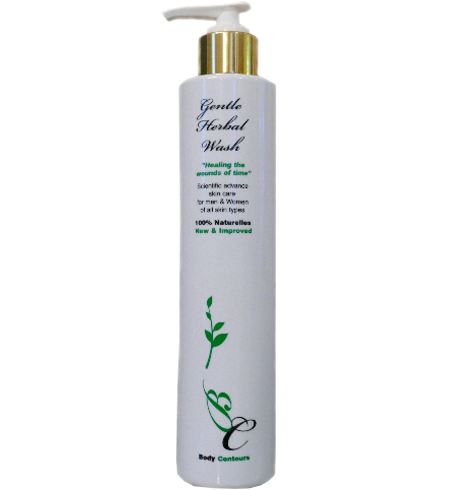 Gentle
Herbal
Wash
"Healing the
wounds of time"
Scientific advance
skin care
for men & Women
of all skin types
100% Naturelles
New & Improved
BC
Body Contours